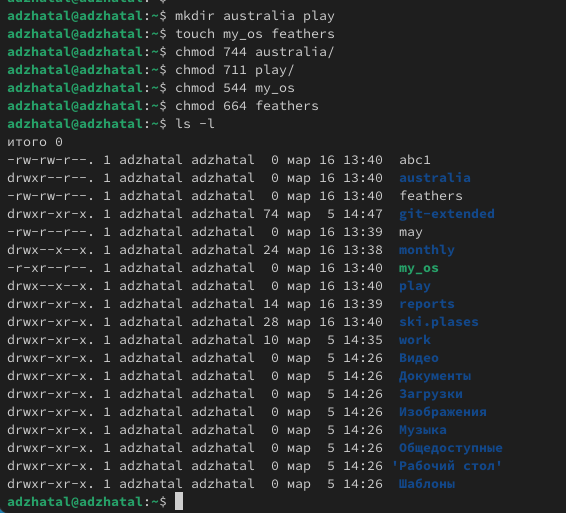 adzhatal@adzhatal:~$ mkdir australia play
adzhatal@adzhatal:~$ touch my_os feathers
adzhatal@adzhatal:~$ chmod 744 australia/
adzhatal@adzhatal:~$ chmod 711 play/
adzhatal@adzhatal:~$ chmod 544 my_os
adzhatal@adzhatal:~$ chmod 664 feathers
adzhatal@adzhatal:~$ ls -l
итого 0
-rw-rw-r--. 1 adzhatal adzhatal  0 мар 16 13:40  abc1
drwxr--r--. 1 adzhatal adzhatal  0 мар 16 13:40  australia
-rw-rw-r--. 1 adzhatal adzhatal  0 мар 16 13:40  feathers
drwxr-xr-x. 1 adzhatal adzhatal 74 мар  5 14:47  git-extended
-rw-r--r--. 1 adzhatal adzhatal  0 мар 16 13:39  may
drwx--x--x. 1 adzhatal adzhatal 24 мар 16 13:38  monthly
-r-xr--r--. 1 adzhatal adzhatal  0 мар 16 13:40  my_os
drwx--x--x. 1 adzhatal adzhatal  0 мар 16 13:40  play
drwxr-xr-x. 1 adzhatal adzhatal 14 мар 16 13:39  reports
drwxr-xr-x. 1 adzhatal adzhatal 28 мар 16 13:40  ski.plases
drwxr-xr-x. 1 adzhatal adzhatal 10 мар  5 14:35  work
drwxr-xr-x. 1 adzhatal adzhatal  0 мар  5 14:26  Видео
drwxr-xr-x. 1 adzhatal adzhatal  0 мар  5 14:26  Документы
drwxr-xr-x. 1 adzhatal adzhatal  0 мар  5 14:26  Загрузки
drwxr-xr-x. 1 adzhatal adzhatal  0 мар  5 14:26  Изображения
drwxr-xr-x. 1 adzhatal adzhatal  0 мар  5 14:26  Музыка
drwxr-xr-x. 1 adzhatal adzhatal  0 мар  5 14:26  Общедоступные
drwxr-xr-x. 1 adzhatal adzhatal  0 мар  5 14:26 'Рабочий стол'
drwxr-xr-x. 1 adzhatal adzhatal  0 мар  5 14:26  Шаблоны
adzhatal@adzhatal:~$